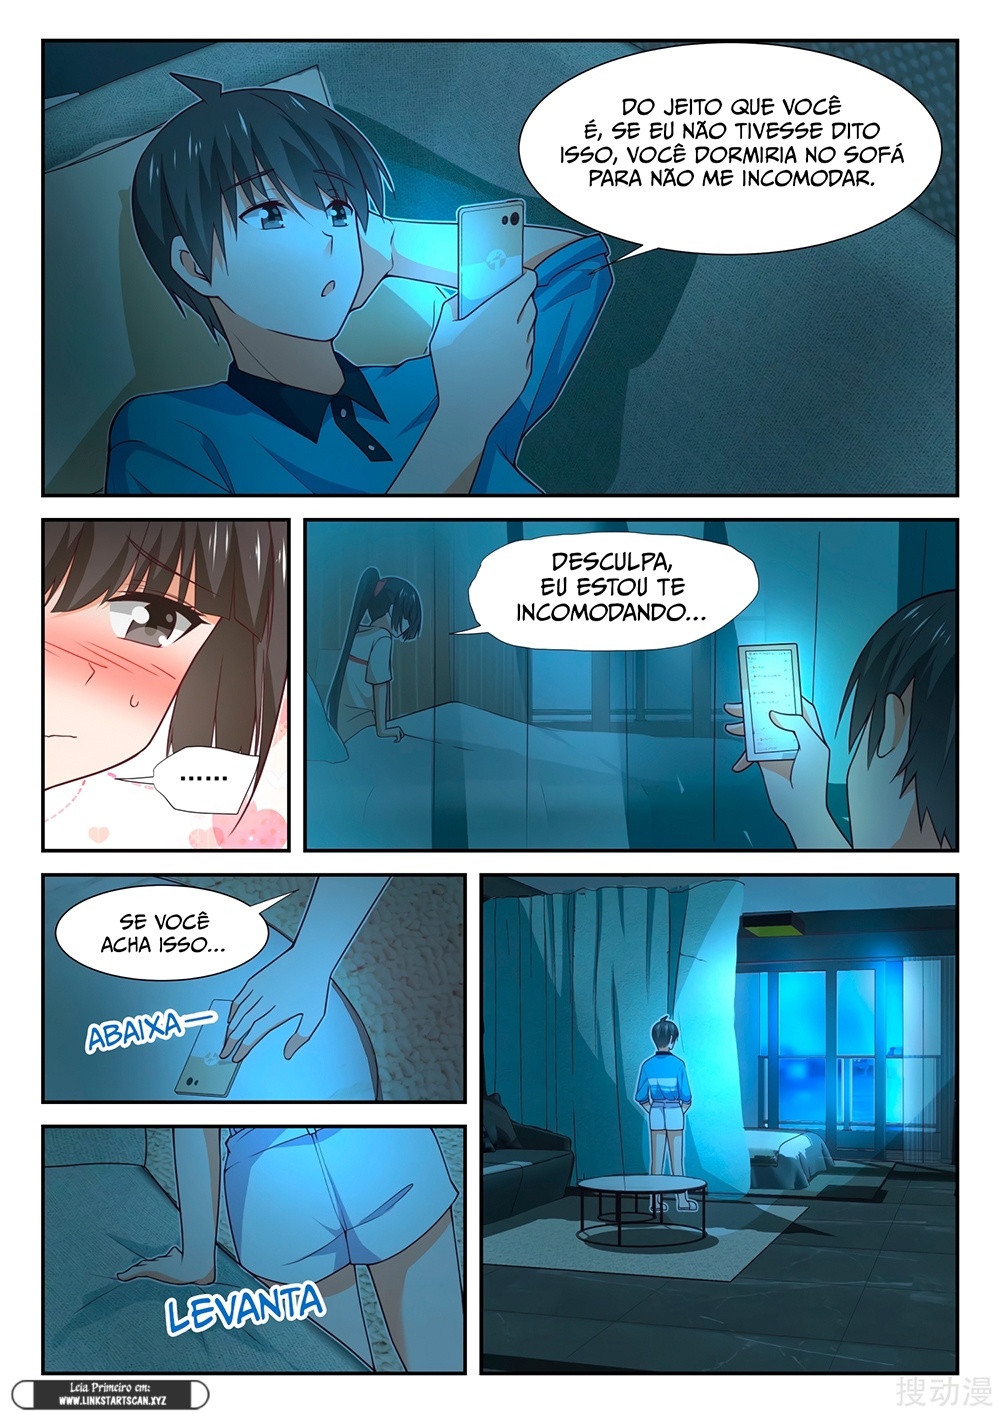 DO JEITO QUE VOCÊ
É, SE EU NÃO TIVESSE DITO
ISSO, VOCÊ DORMIRIA NO SOFÁ
PARA NÃO ME INCOMODAR.
......
DESCULPA,
EU ESTOU TE
INCOMODANDO...
SE VOCÊ
ACHA ISSO...
ABAIXA—
LEVANTA
Leia Primeiro em:
WWW.LINKSTARTSCAN.XYZ
搜动漫